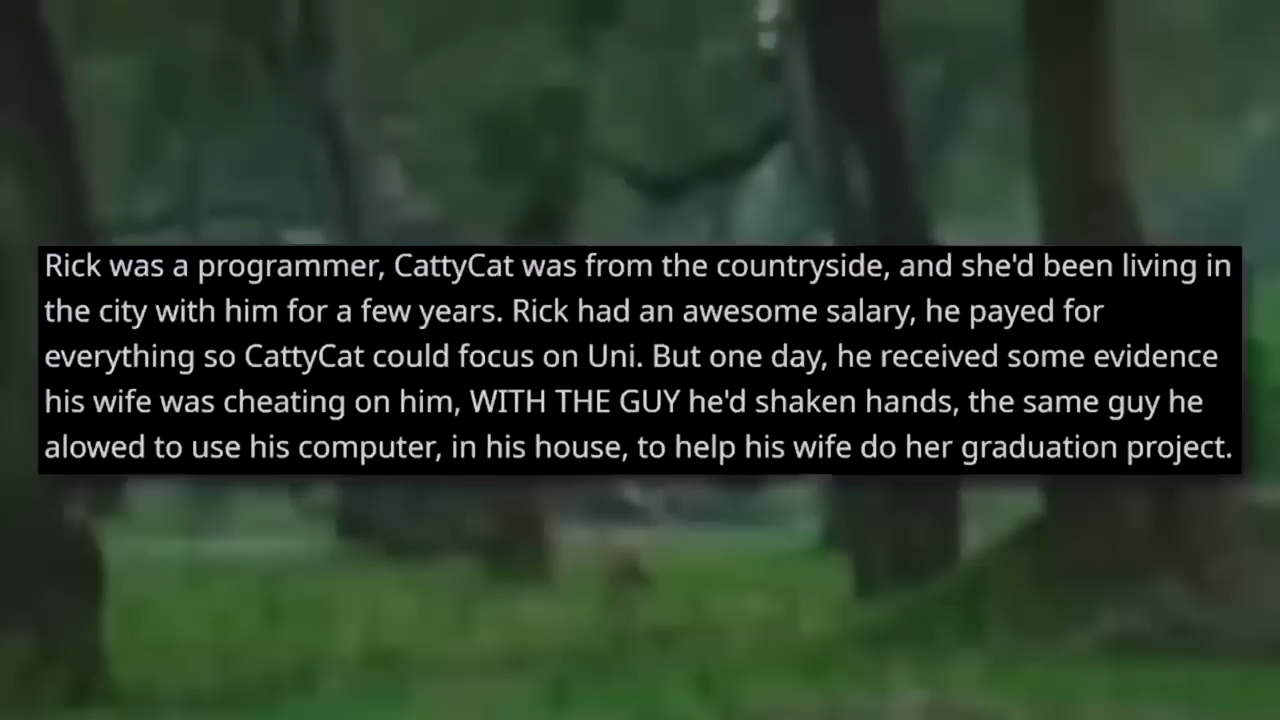 Rick was a programmer, CattyCat was from the countryside, and she'd been living in
the city with him for a few years. Rick had an awesome salary, he payed for
everything so CattyCat could focus on Uni. But one day, he received some evidence
his wife was cheating on him, WITH THE GUY he'd shaken hands, the same guy he
alowed to use his computer, in his house, to help his wife do her graduation project.